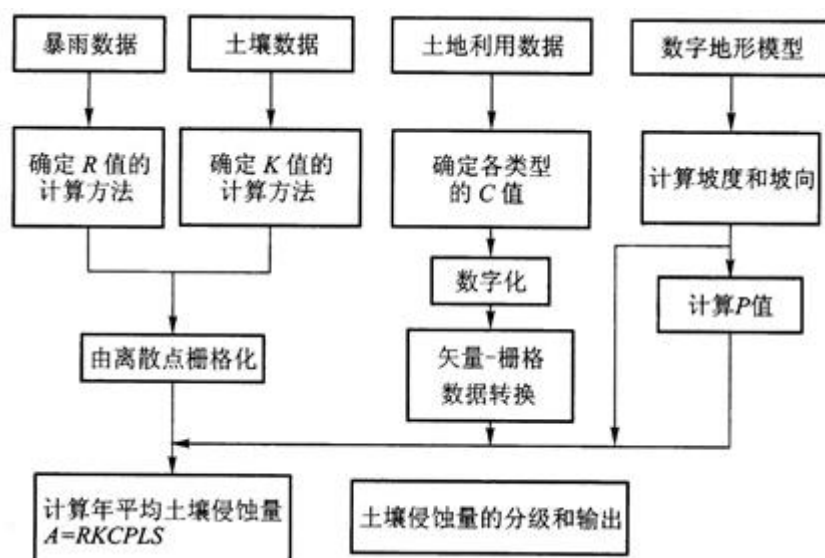 暴雨数据
土壤数据
土地利用数据
数字地形模型
确定 R 值的
计算方法
确定 K 值的
计算方法
确定各类型
的 C 值
计算坡度和坡向
数字化
计算P值
由离散点栅格化
矢量-栅格
数据转换
计算年平均土壤侵蚀量
A=RKCPLS
土壤侵蚀量的分级和输出